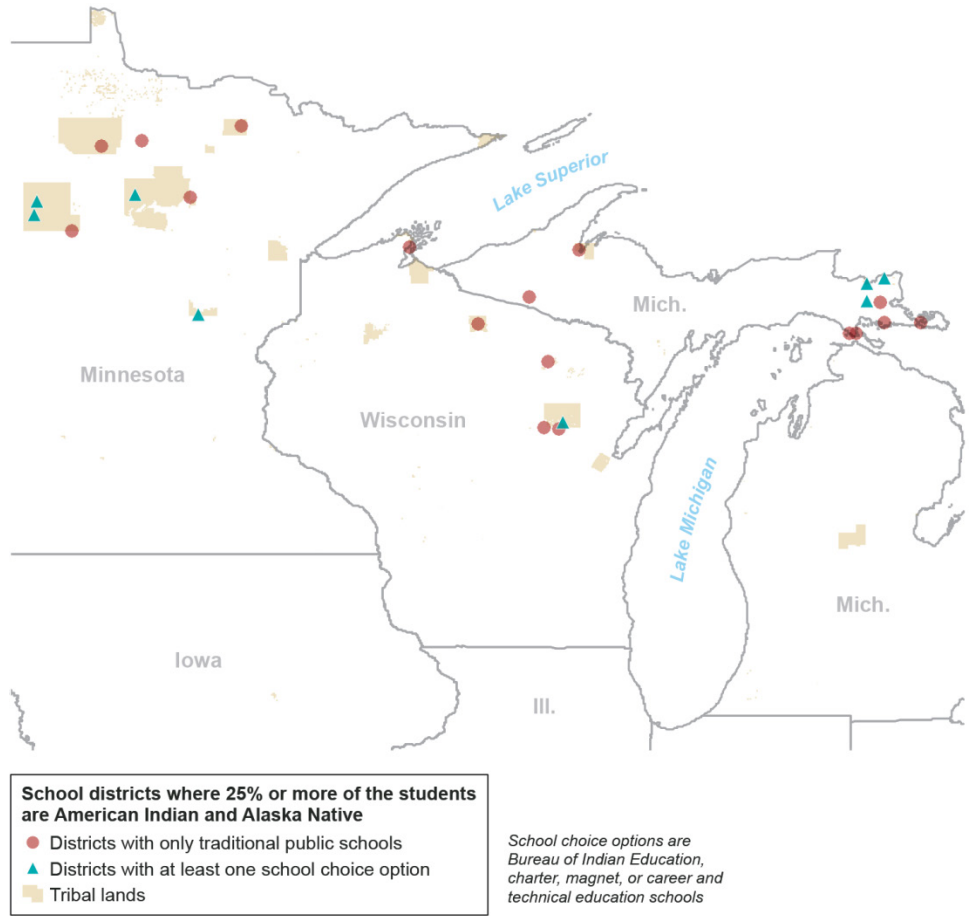 Lake Superior
Mich.
Minnesota
Wisconsin
Lake Michigan
Mich.
Iowa
Ill.
School districts where 25% or more of the students
are American Indian and Alaska Native
Districts with only traditional public schools
Districts with at least one school choice option
Tribal lands
School choice options are
Bureau of Indian Education,
charter, magnet, or career and
technical education schools